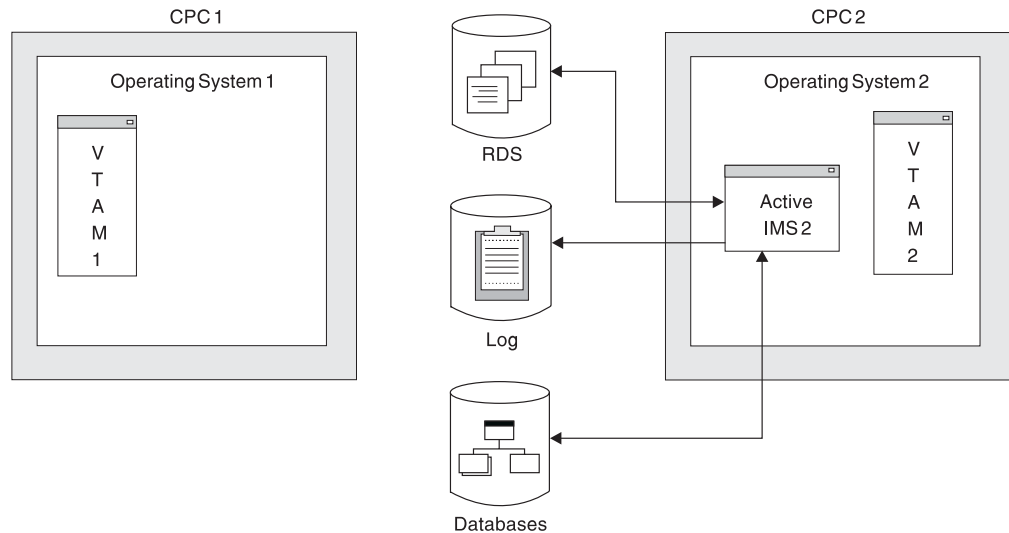 CPC 1
Operating System 1
V
T
A
M
1
RDS
Log
Databases
CPC 2
Operating System 2
Active
IMS 2
V
T
A
M
2